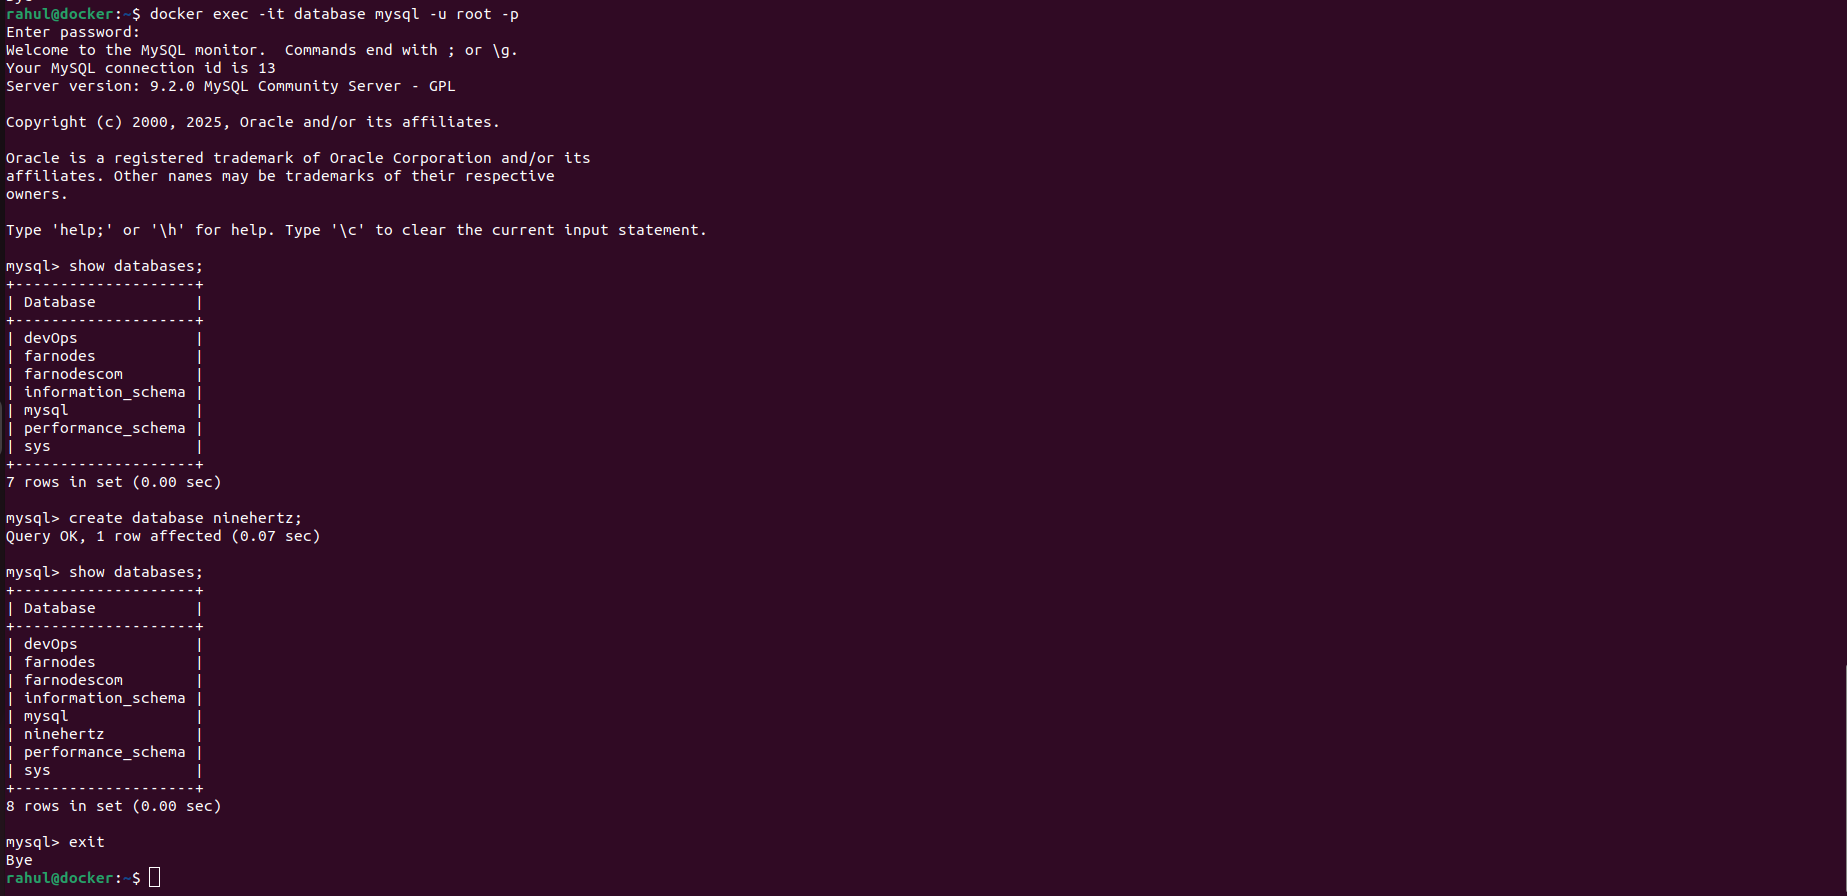 rahul@docker:~$ docker exec -it database mysql -u root -p
Enter password:
Welcome to the MySQL monitor.  Commands end with ; or \g.
Your MySQL connection id is 13
Server version: 9.2.0 MySQL Community Server - GPL

Copyright (c) 2000, 2025, Oracle and/or its affiliates.

Oracle is a registered trademark of Oracle Corporation and/or its
affiliates. Other names may be trademarks of their respective
owners.

Type 'help;' or '\h' for help. Type '\c' to clear the current input statement.

mysql> show databases;
+--------------------+
| Database           |
+--------------------+
| devOps             |
| farnodes           |
| farnodescom        |
| information_schema |
| mysql              |
| performance_schema |
| sys                |
+--------------------+
7 rows in set (0.00 sec)

mysql> create database ninehertz;
Query OK, 1 row affected (0.07 sec)

mysql> show databases;
+--------------------+
| Database           |
+--------------------+
| devOps             |
| farnodes           |
| farnodescom        |
| information_schema |
| mysql              |
| ninehertz          |
| performance_schema |
| sys                |
+--------------------+
8 rows in set (0.00 sec)

mysql> exit
Bye
rahul@docker:~$